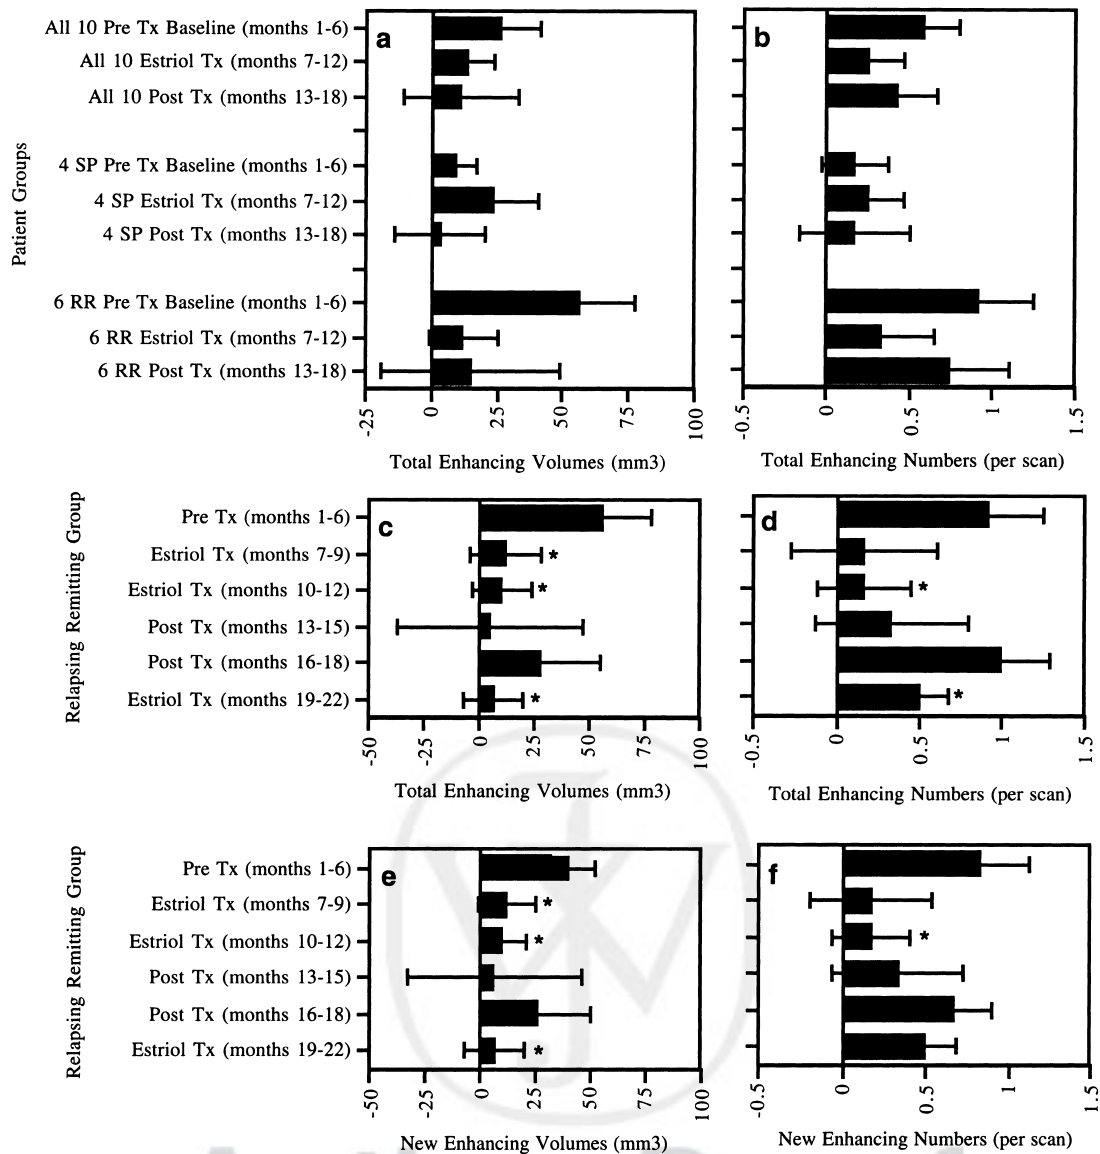 Patient Groups
All 10 Pre Tx Baseline (months 1-6)
All 10 Estriol Tx (months 7-12)
All 10 Post Tx (months 13-18)
4 SP Pre Tx Baseline (months 1-6)
4 SP Estriol Tx (months 7-12)
4 SP Post Tx (months 13-18)
6 RR Pre Tx Baseline (months 1-6)
6 RR Estriol Tx (months 7-12)
6 RR Post Tx (months 13-18)
a
-25 0 25 50 75 100
Total Enhancing Volumes (mm3)
b
-0.5 0 0.5 1 1.5
Total Enhancing Numbers (per scan)
Relapsing Remitting Group
Pre Tx (months 1-6)
Estriol Tx (months 7-9)
Estriol Tx (months 10-12)
Post Tx (months 13-15)
Post Tx (months 16-18)
Estriol Tx (months 19-22)
c
*
*
*
-50 -25 0 25 50 75 100
Total Enhancing Volumes (mm3)
d
*
*
-0.5 0 0.5 1 1.5
Total Enhancing Numbers (per scan)
Relapsing Remitting Group
Pre Tx (months 1-6)
Estriol Tx (months 7-9)
Estriol Tx (months 10-12)
Post Tx (months 13-15)
Post Tx (months 16-18)
Estriol Tx (months 19-22)
e
*
*
*
-50 -25 0 25 50 75 100
New Enhancing Volumes (mm3)
f
*
-0.5 0 0.5 1 1.5
New Enhancing Numbers (per scan)